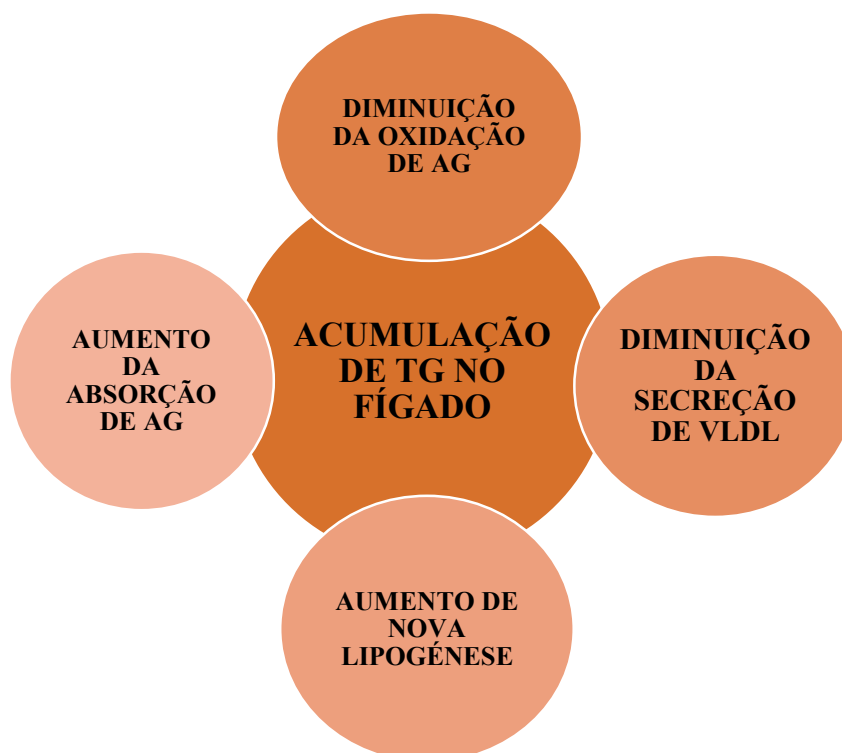 DIMINUIÇÃO
DA OXIDAÇÃO
DE AG
AUMENTO
DA
ABSORÇÃO
DE AG
ACUMULAÇÃO
DE TG NO
FÍGADO
DIMINUIÇÃO
DA
SECREÇÃO
DE VLDL
AUMENTO DE
NOVA
LIPOGÉNESE